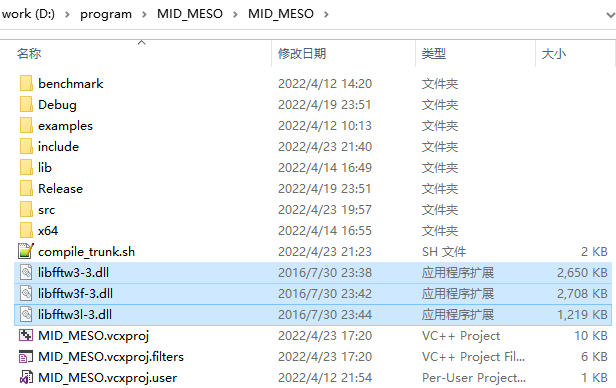 work (D:) › program › MID_MESO › MID_MESO ›
名称 修改日期 类型 大小
benchmark 2022/4/12 14:20 文件夹
Debug 2022/4/19 23:51 文件夹
examples 2022/4/12 10:13 文件夹
include 2022/4/23 21:40 文件夹
lib 2022/4/14 16:49 文件夹
Release 2022/4/19 23:51 文件夹
src 2022/4/23 19:57 文件夹
x64 2022/4/14 16:55 文件夹
compile_trunk.sh 2022/4/23 21:23 SH 文件 2 KB
libfftw3-3.dll 2016/7/30 23:38 应用程序扩展 2,650 KB
libfftw3f-3.dll 2016/7/30 23:42 应用程序扩展 2,708 KB
libfftw3l-3.dll 2016/7/30 23:44 应用程序扩展 1,219 KB
MID_MESO.vcxproj 2022/4/23 17:20 VC++ Project 10 KB
MID_MESO.vcxproj.filters 2022/4/23 17:20 VC++ Project Fil... 6 KB
MID_MESO.vcxproj.user 2022/4/12 21:54 Per-User Project... 1 KB